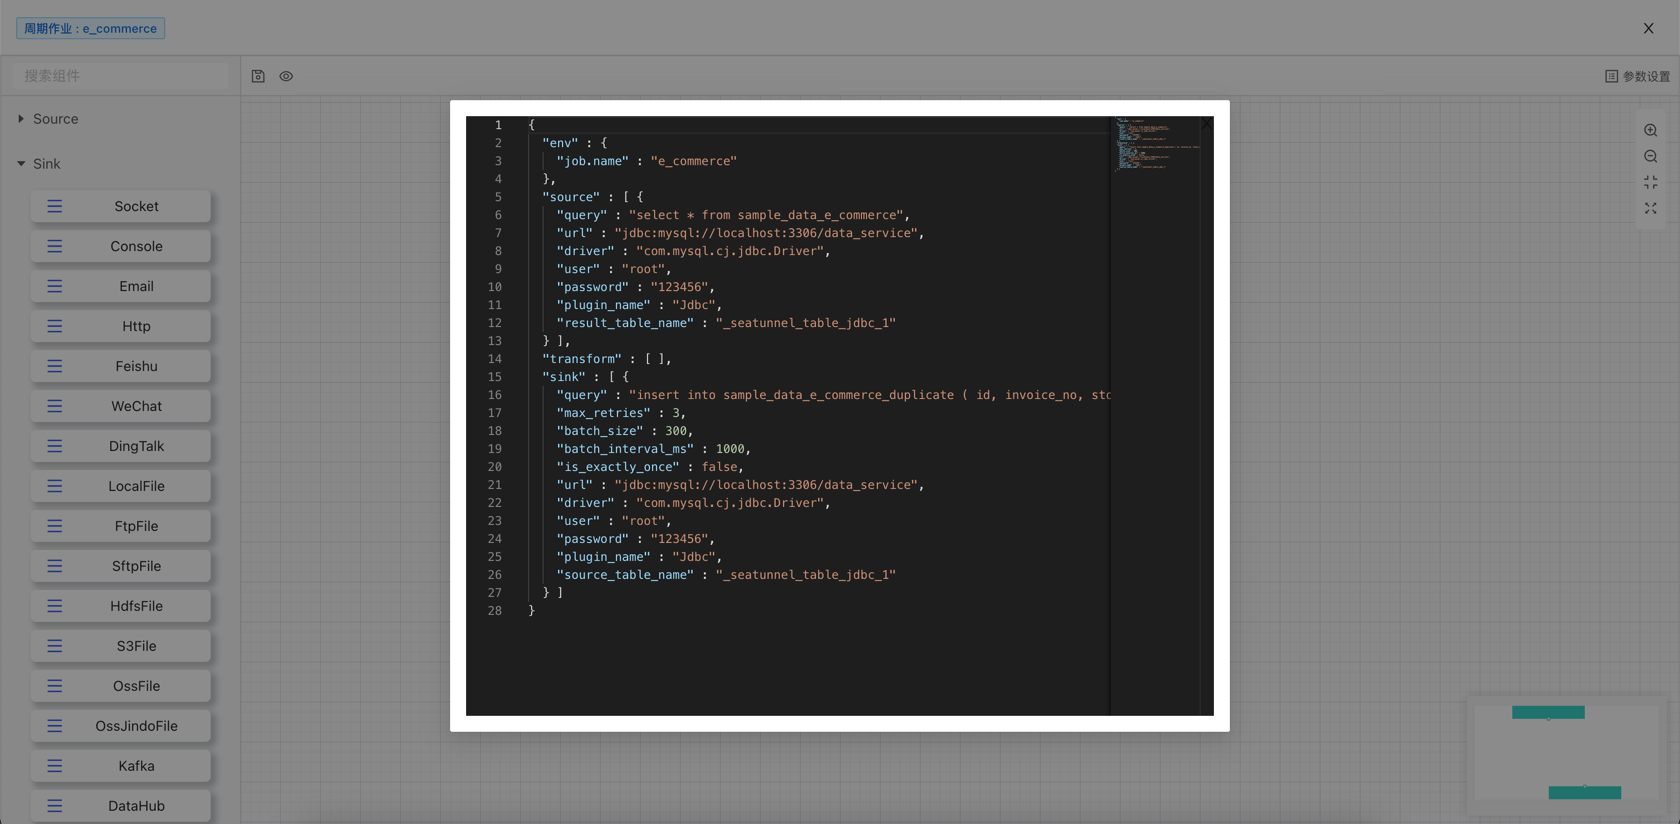 周期作业 : e_commerce
X
搜索组件
参数设置
Source
Sink
Socket
Console
Email
Http
Feishu
WeChat
DingTalk
LocalFile
FtpFile
SftpFile
HdfsFile
S3File
OssFile
OssJindoFile
Kafka
DataHub
1 {
2 "env" : {
3 "job.name" : "e_commerce"
4 },
5 "source" : [ {
6 "query" : "select * from sample_data_e_commerce",
7 "url" : "jdbc:mysql://localhost:3306/data_service",
8 "driver" : "com.mysql.cj.jdbc.Driver",
9 "user" : "root",
10 "password" : "123456",
11 "plugin_name" : "Jdbc",
12 "result_table_name" : "_seatunnel_table_jdbc_1"
13 } ],
14 "transform" : [ ],
15 "sink" : [ {
16 "query" : "insert into sample_data_e_commerce_duplicate ( id, invoice_no,
17 "max_retries" : 3,
18 "batch_size" : 300,
19 "batch_interval_ms" : 1000,
20 "is_exactly_once" : false,
21 "url" : "jdbc:mysql://localhost:3306/data_service",
22 "driver" : "com.mysql.cj.jdbc.Driver",
23 "user" : "root",
24 "password" : "123456",
25 "plugin_name" : "Jdbc",
26 "source_table_name" : "_seatunnel_table_jdbc_1"
27 } ]
28 }